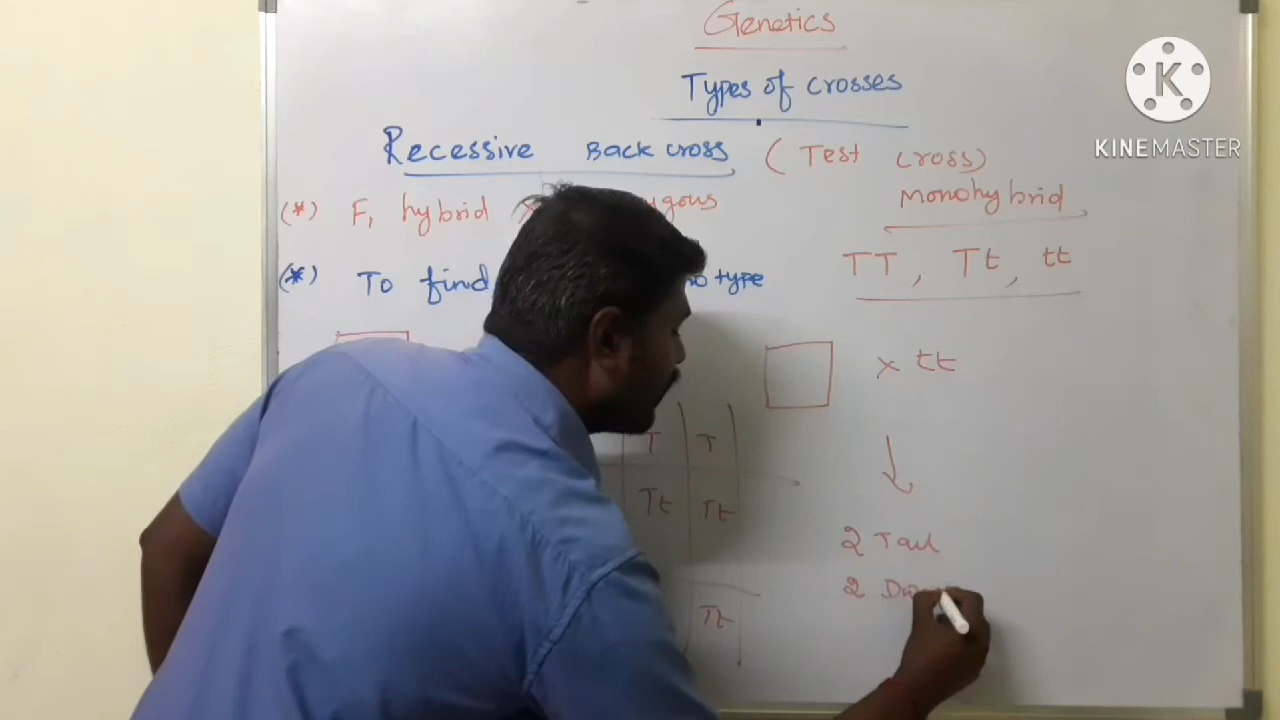 Genetics
Types of crosses
Recessive Back cross (Test cross)
(*) F, hybrid
monohybrid
(*) To find
TT, Tt, tt
x tt
T T
Tt Tt
2 Tall
2
Tt
K
KINEMASTER